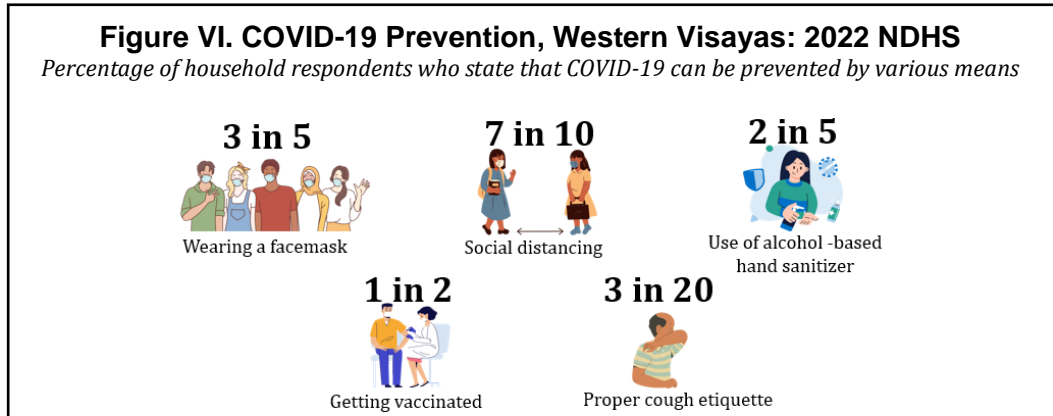 Figure VI. COVID-19 Prevention, Western Visayas: 2022 NDHS
Percentage of household respondents who state that COVID-19 can be prevented by various means
3 in 5
Wearing a facemask
7 in 10
Social distancing
2 in 5
Use of alcohol -based
hand sanitizer
1 in 2
Getting vaccinated
3 in 20
Proper cough etiquette